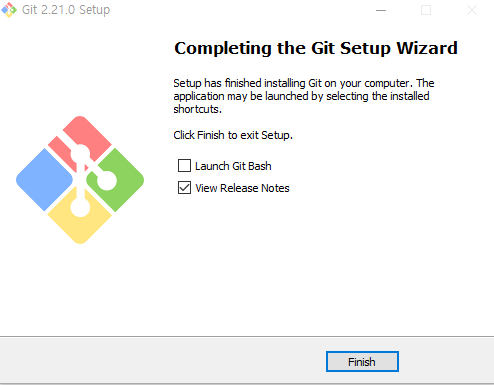 Git 2.21.0 Setup
Completing the Git Setup Wizard
Setup has finished installing Git on your computer. The
application may be launched by selecting the installed
shortcuts.
Click Finish to exit Setup.
Launch Git Bash
View Release Notes
Finish